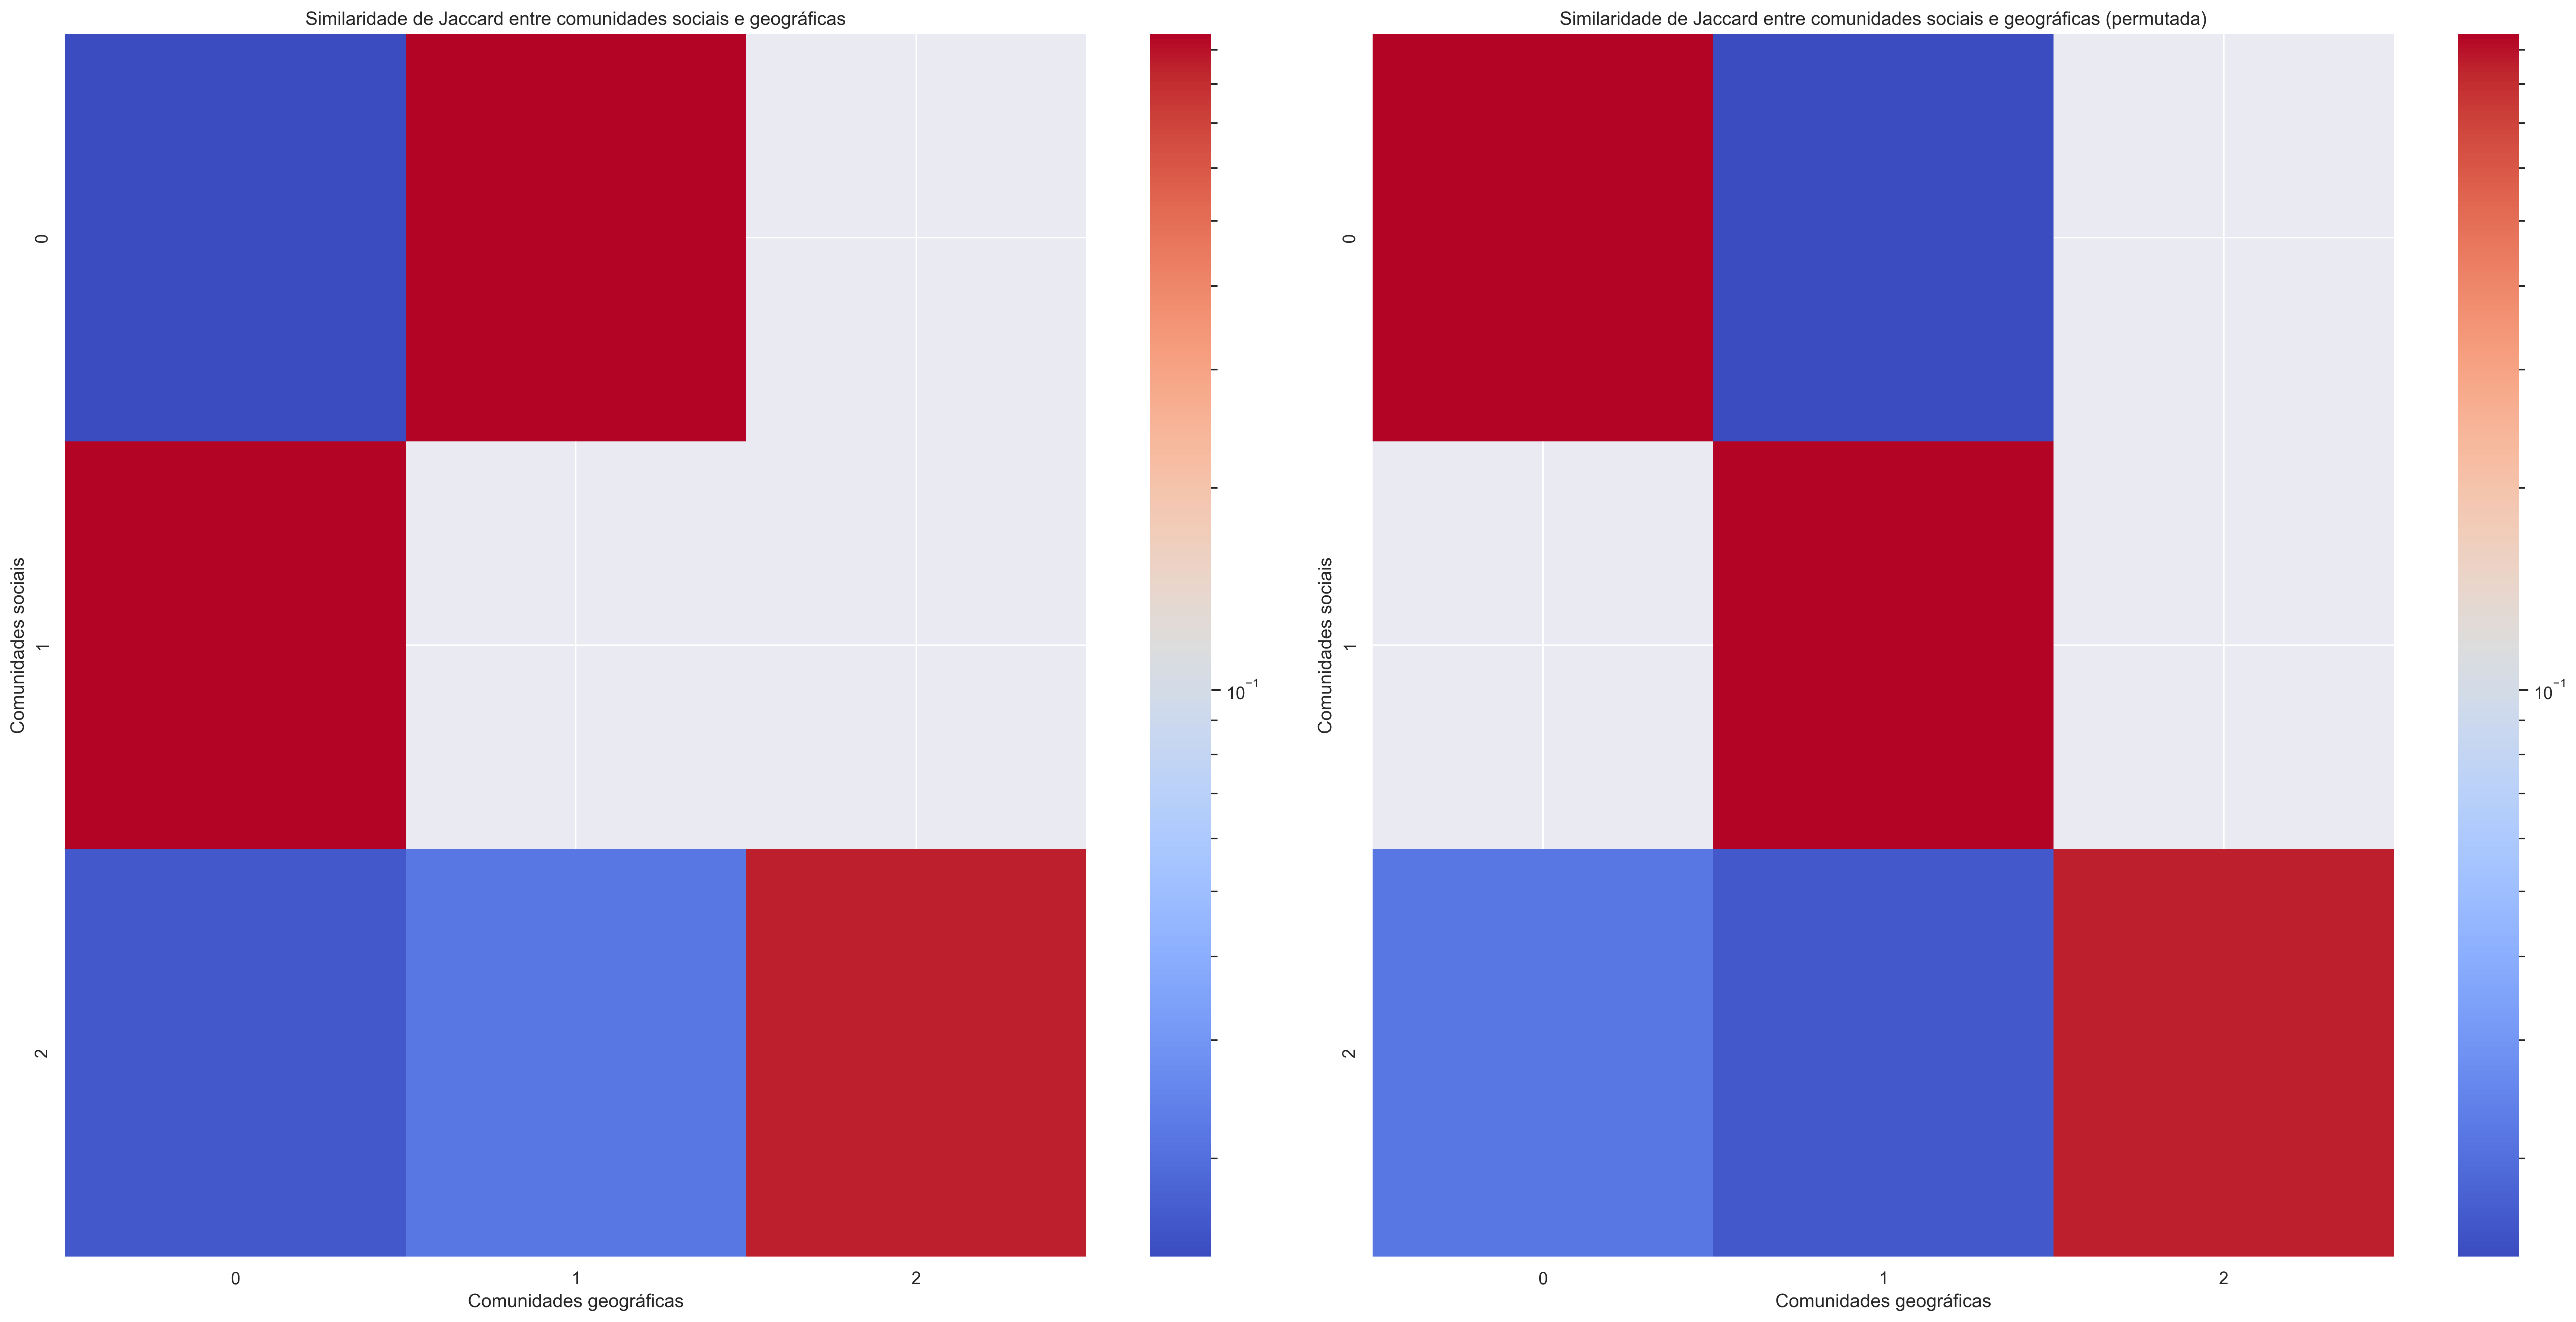 Similaridade de Jaccard entre comunidades sociais e geográficas
Comunidades sociais
0
1
2
0 1 2
Comunidades geográficas
10⁻¹
Similaridade de Jaccard entre comunidades sociais e geográficas (permutada)
Comunidades sociais
0
1
2
0 1 2
Comunidades geográficas
10⁻¹